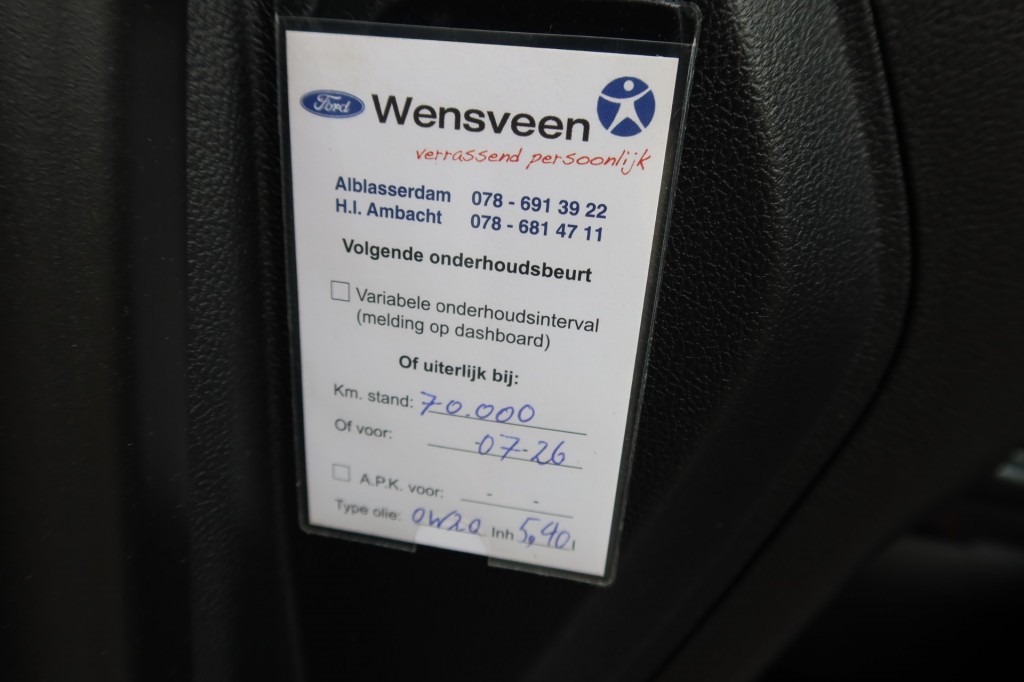 Ford Wensveen
verrassend persoonlijk
Alblasserdam 078 - 691 39 22
H.I. Ambacht 078 - 681 47 11
Volgende onderhoudsbeurt
Variabele onderhoudsinterval
(melding op dashboard)
Of uiterlijk bij:
Km. stand: 70.000
Of voor: 07-26
A.P.K. voor: - -
Type olie: 0W20 Inh 5,40 l